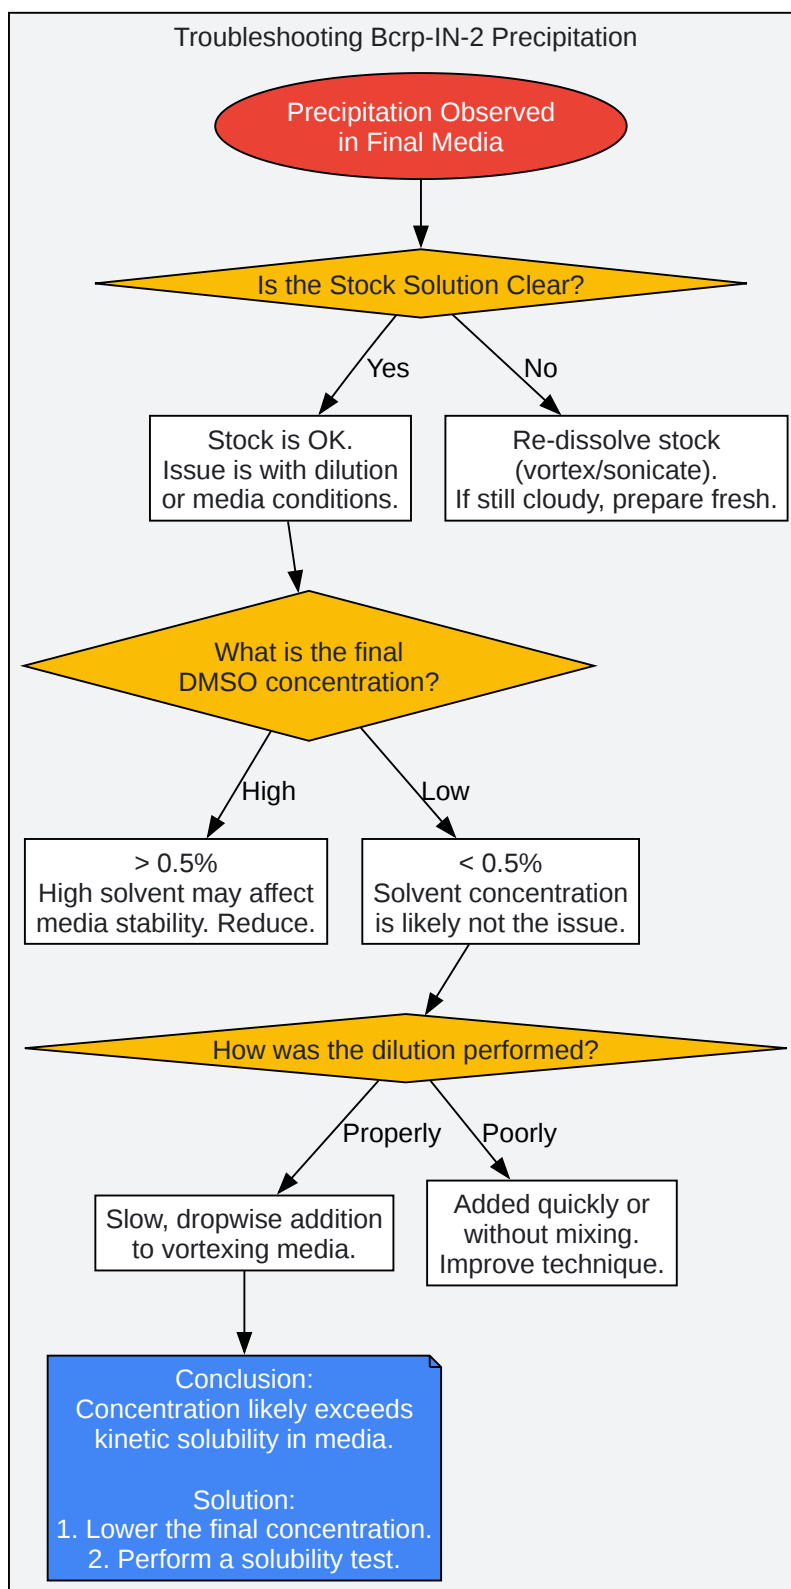 Troubleshooting Bcrp-IN-2 Precipitation
Precipitation Observed
in Final Media
Is the Stock Solution Clear?
Yes
No
Stock is OK.
Issue is with dilution
or media conditions.
Re-dissolve stock
(vortex/sonicate).
If still cloudy, prepare fresh.
What is the final
DMSO concentration?
High
Low
> 0.5%
High solvent may affect
media stability. Reduce.
< 0.5%
Solvent concentration
is likely not the issue.
How was the dilution performed?
Properly
Poorly
Slow, dropwise addition
to vortexing media.
Added quickly or
without mixing.
Improve technique.
Conclusion:
Concentration likely exceeds
kinetic solubility in media.
Solution:
1. Lower the final concentration.
2. Perform a solubility test.